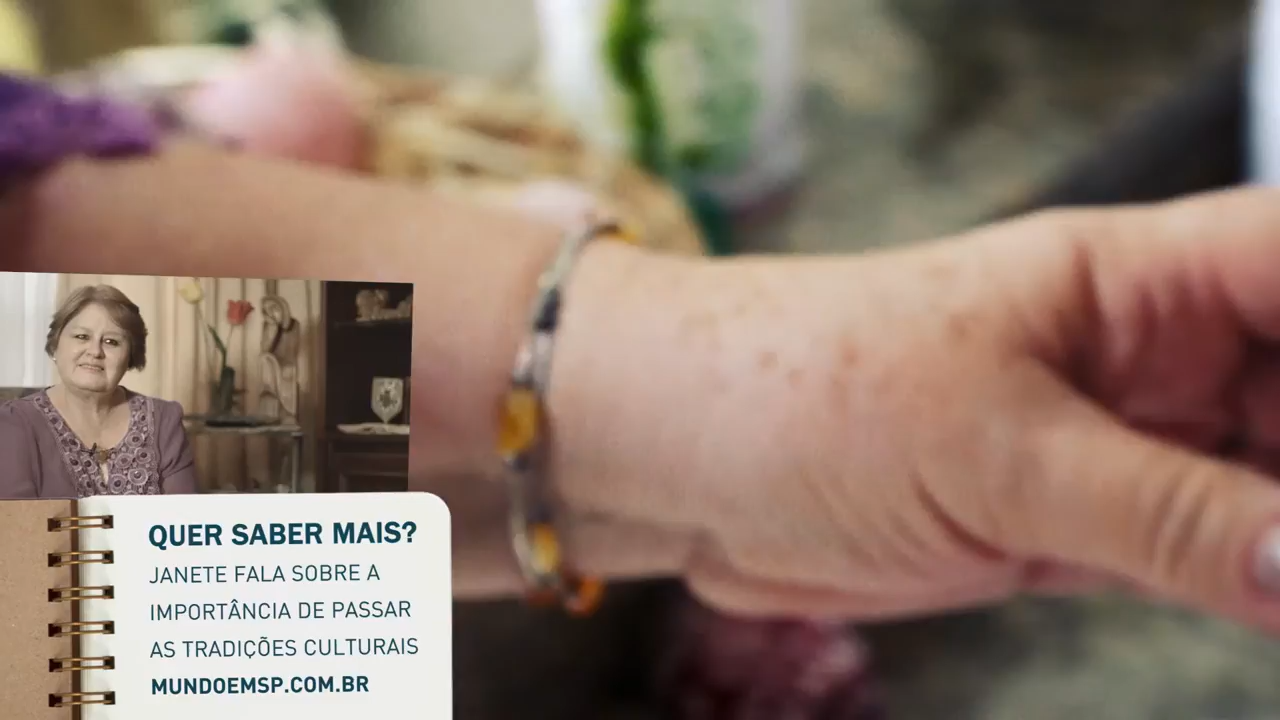 QUER SABER MAIS?
JANETE FALA SOBRE A
IMPORTÂNCIA DE PASSAR
AS TRADIÇÕES CULTURAIS
MUNDOEMSP.COM.BR